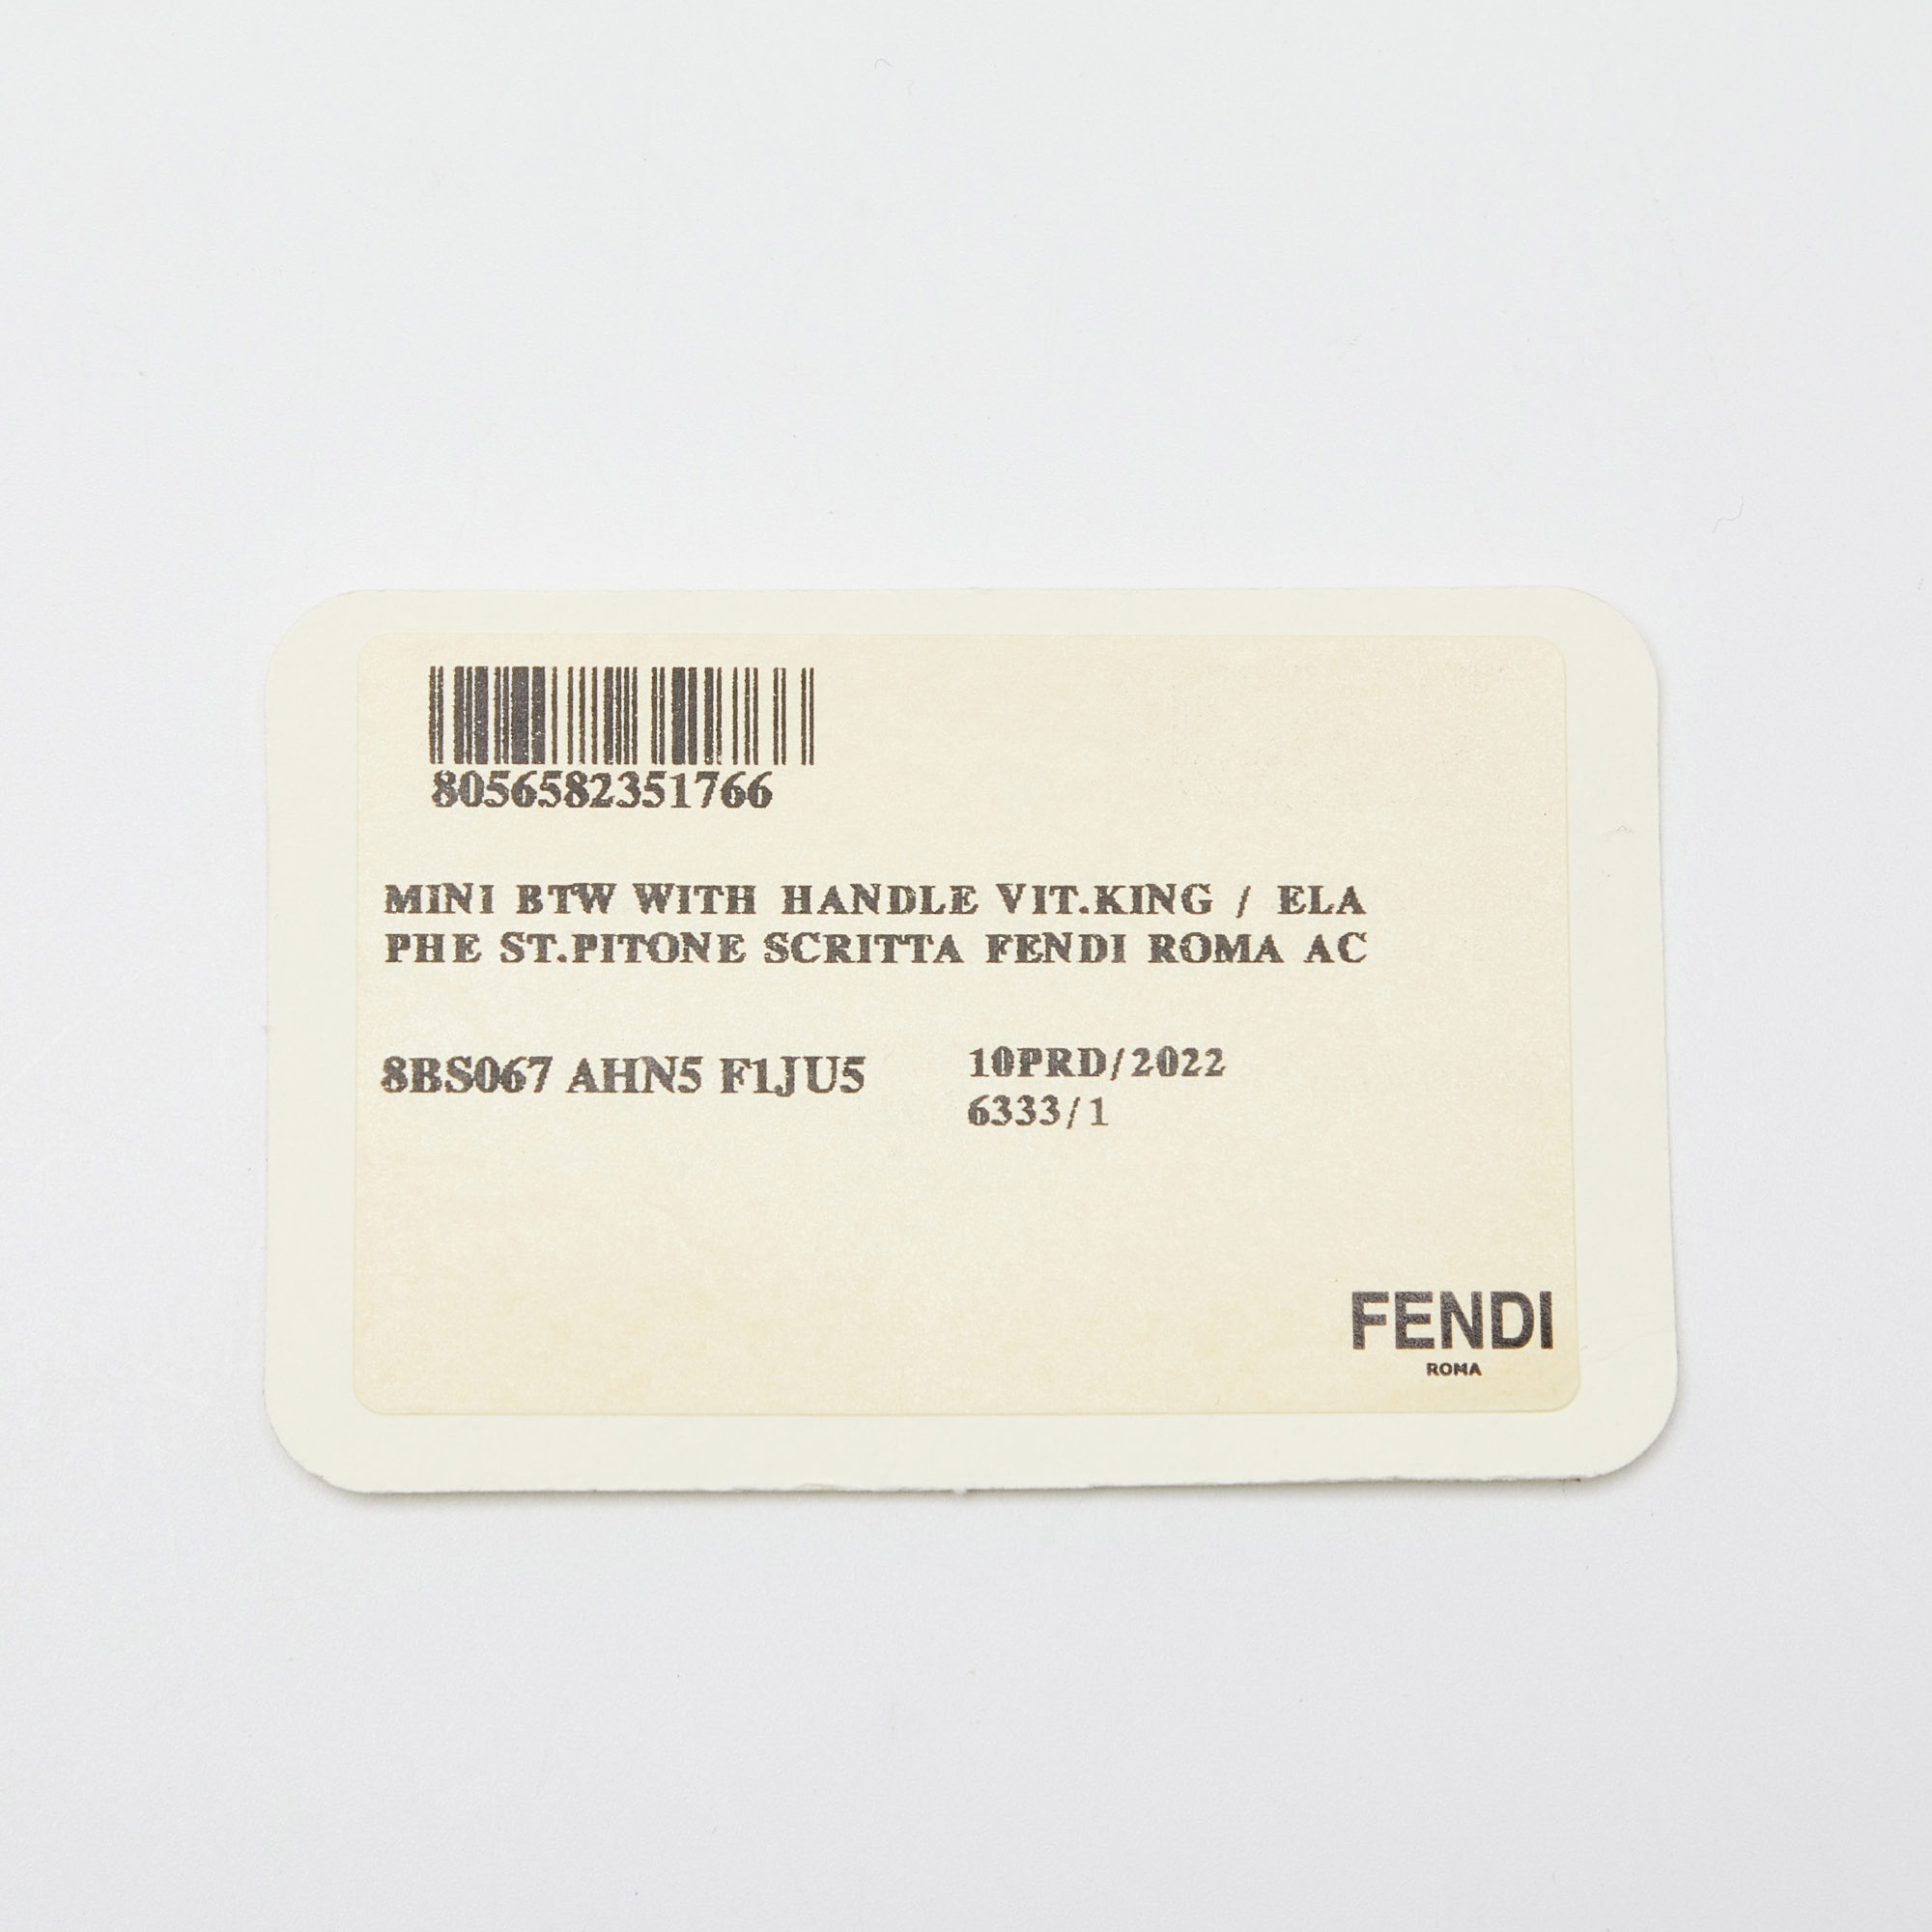 8056582351766
MINI BTW WITH HANDLE VIT.KING / ELA
PHE ST.PITONE SCRITTA FENDI ROMA AC
8BS067 AHN5 F1JU5
10PRD/2022
6333/1
FENDI
ROMA